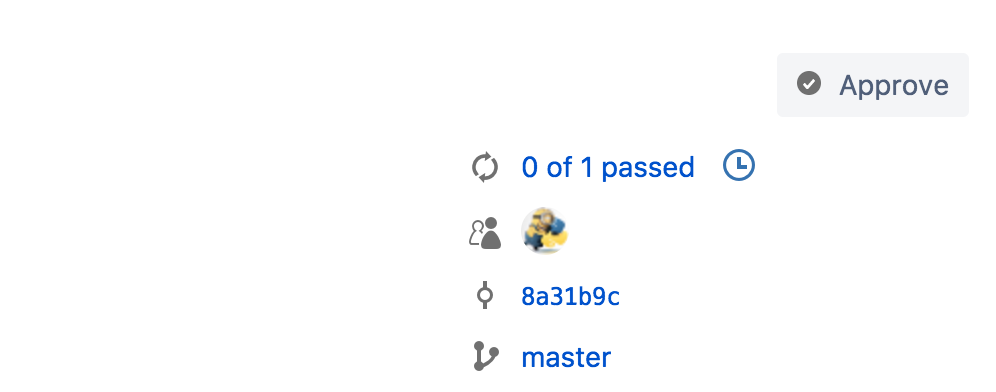 Approve
0 of 1 passed
8a31b9c
master